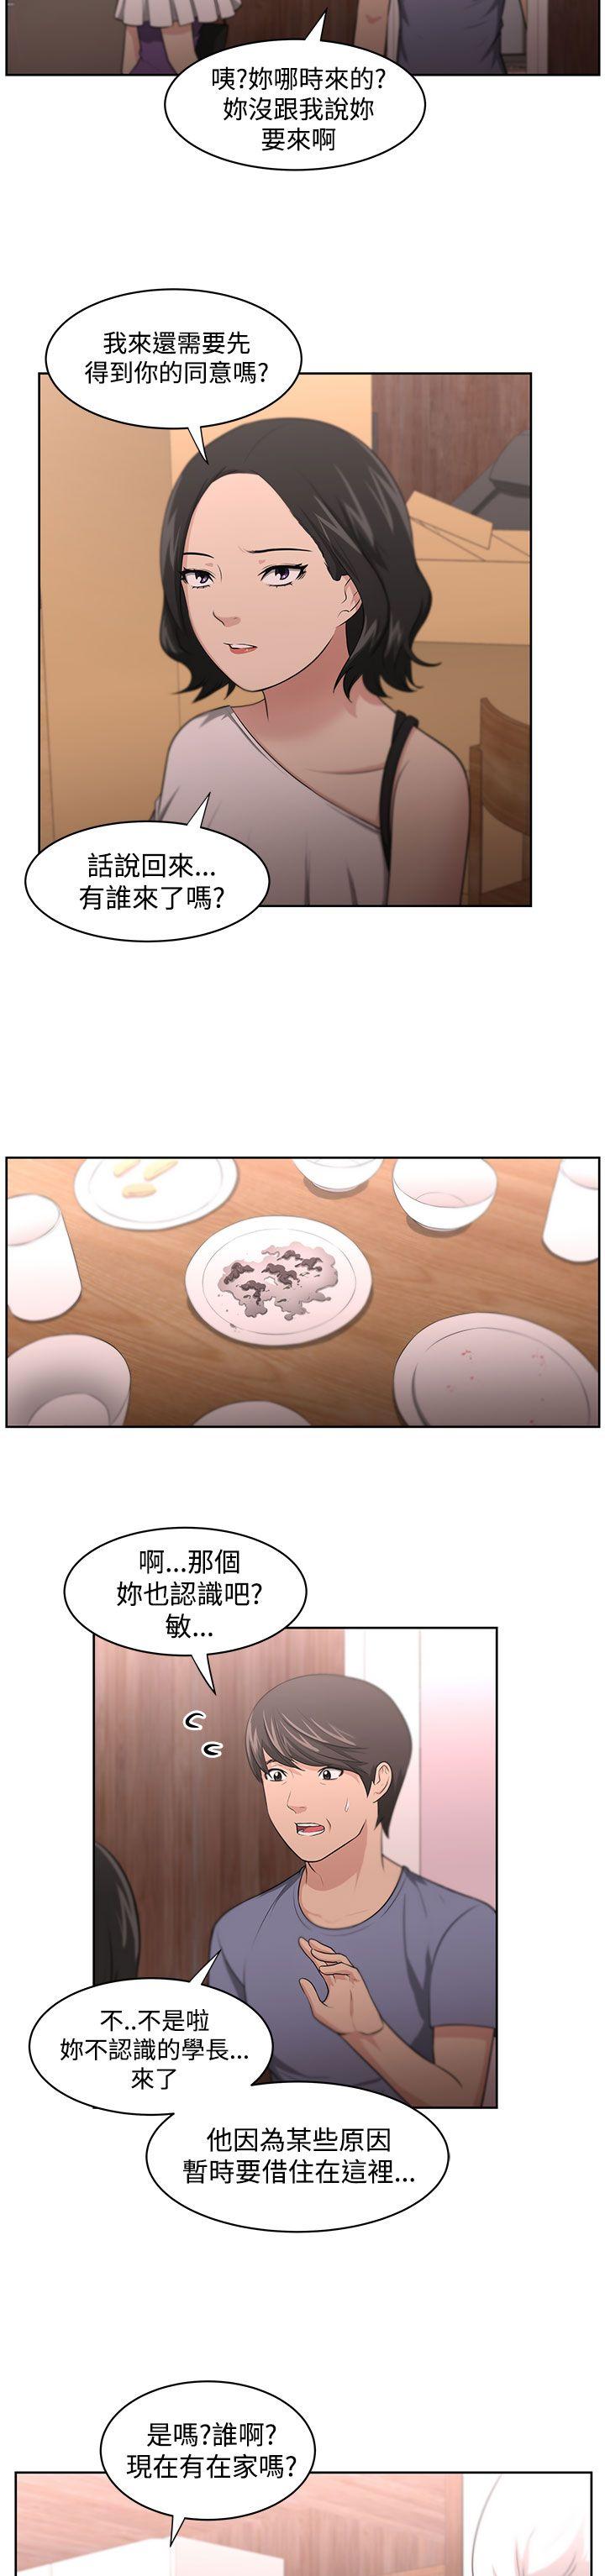 咦?妳哪時來的?
妳沒跟我說妳
要來啊
我來還需要先
得到你的同意嗎?
話說回來...
有誰來了嗎?
啊...那個
妳也認識吧?
敏...
不..不是啦
妳不認識的學長...
來了
他因為某些原因
暫時要借住在這裡...
是嗎?誰啊?
現在有在家嗎?